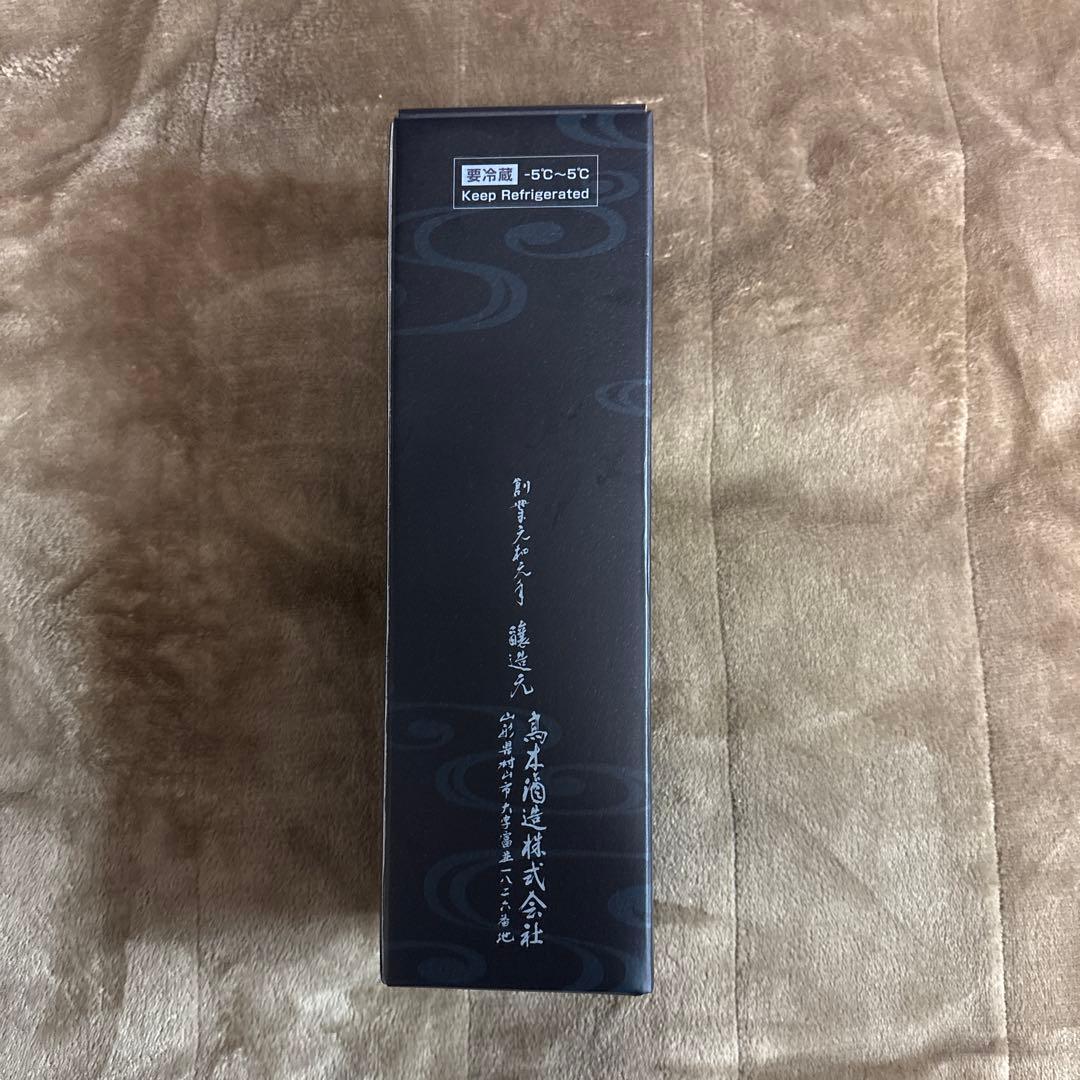 要冷蔵 -5℃〜5℃
Keep Refrigerated
創業元和元年
醸造元
高木酒造株式会社
山形県村山市大字富並一八二六番地